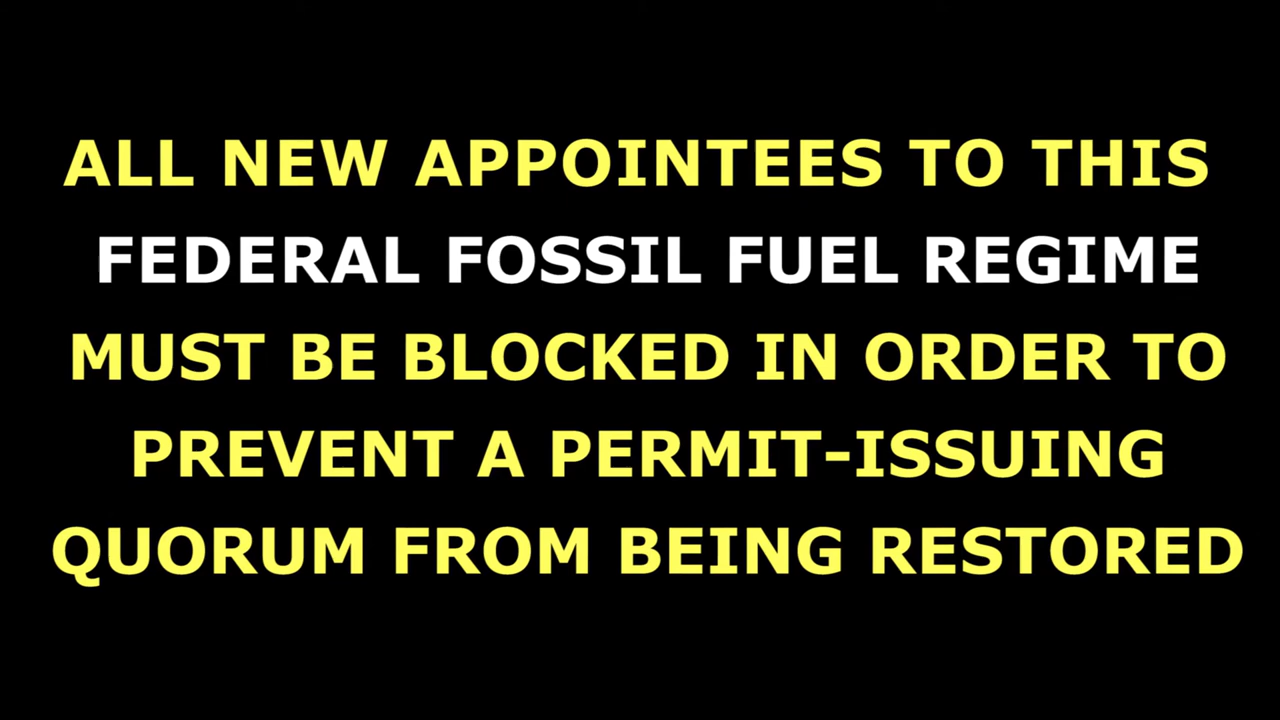 ALL NEW APPOINTEES TO THIS
FEDERAL FOSSIL FUEL REGIME
MUST BE BLOCKED IN ORDER TO
PREVENT A PERMIT-ISSUING
QUORUM FROM BEING RESTORED